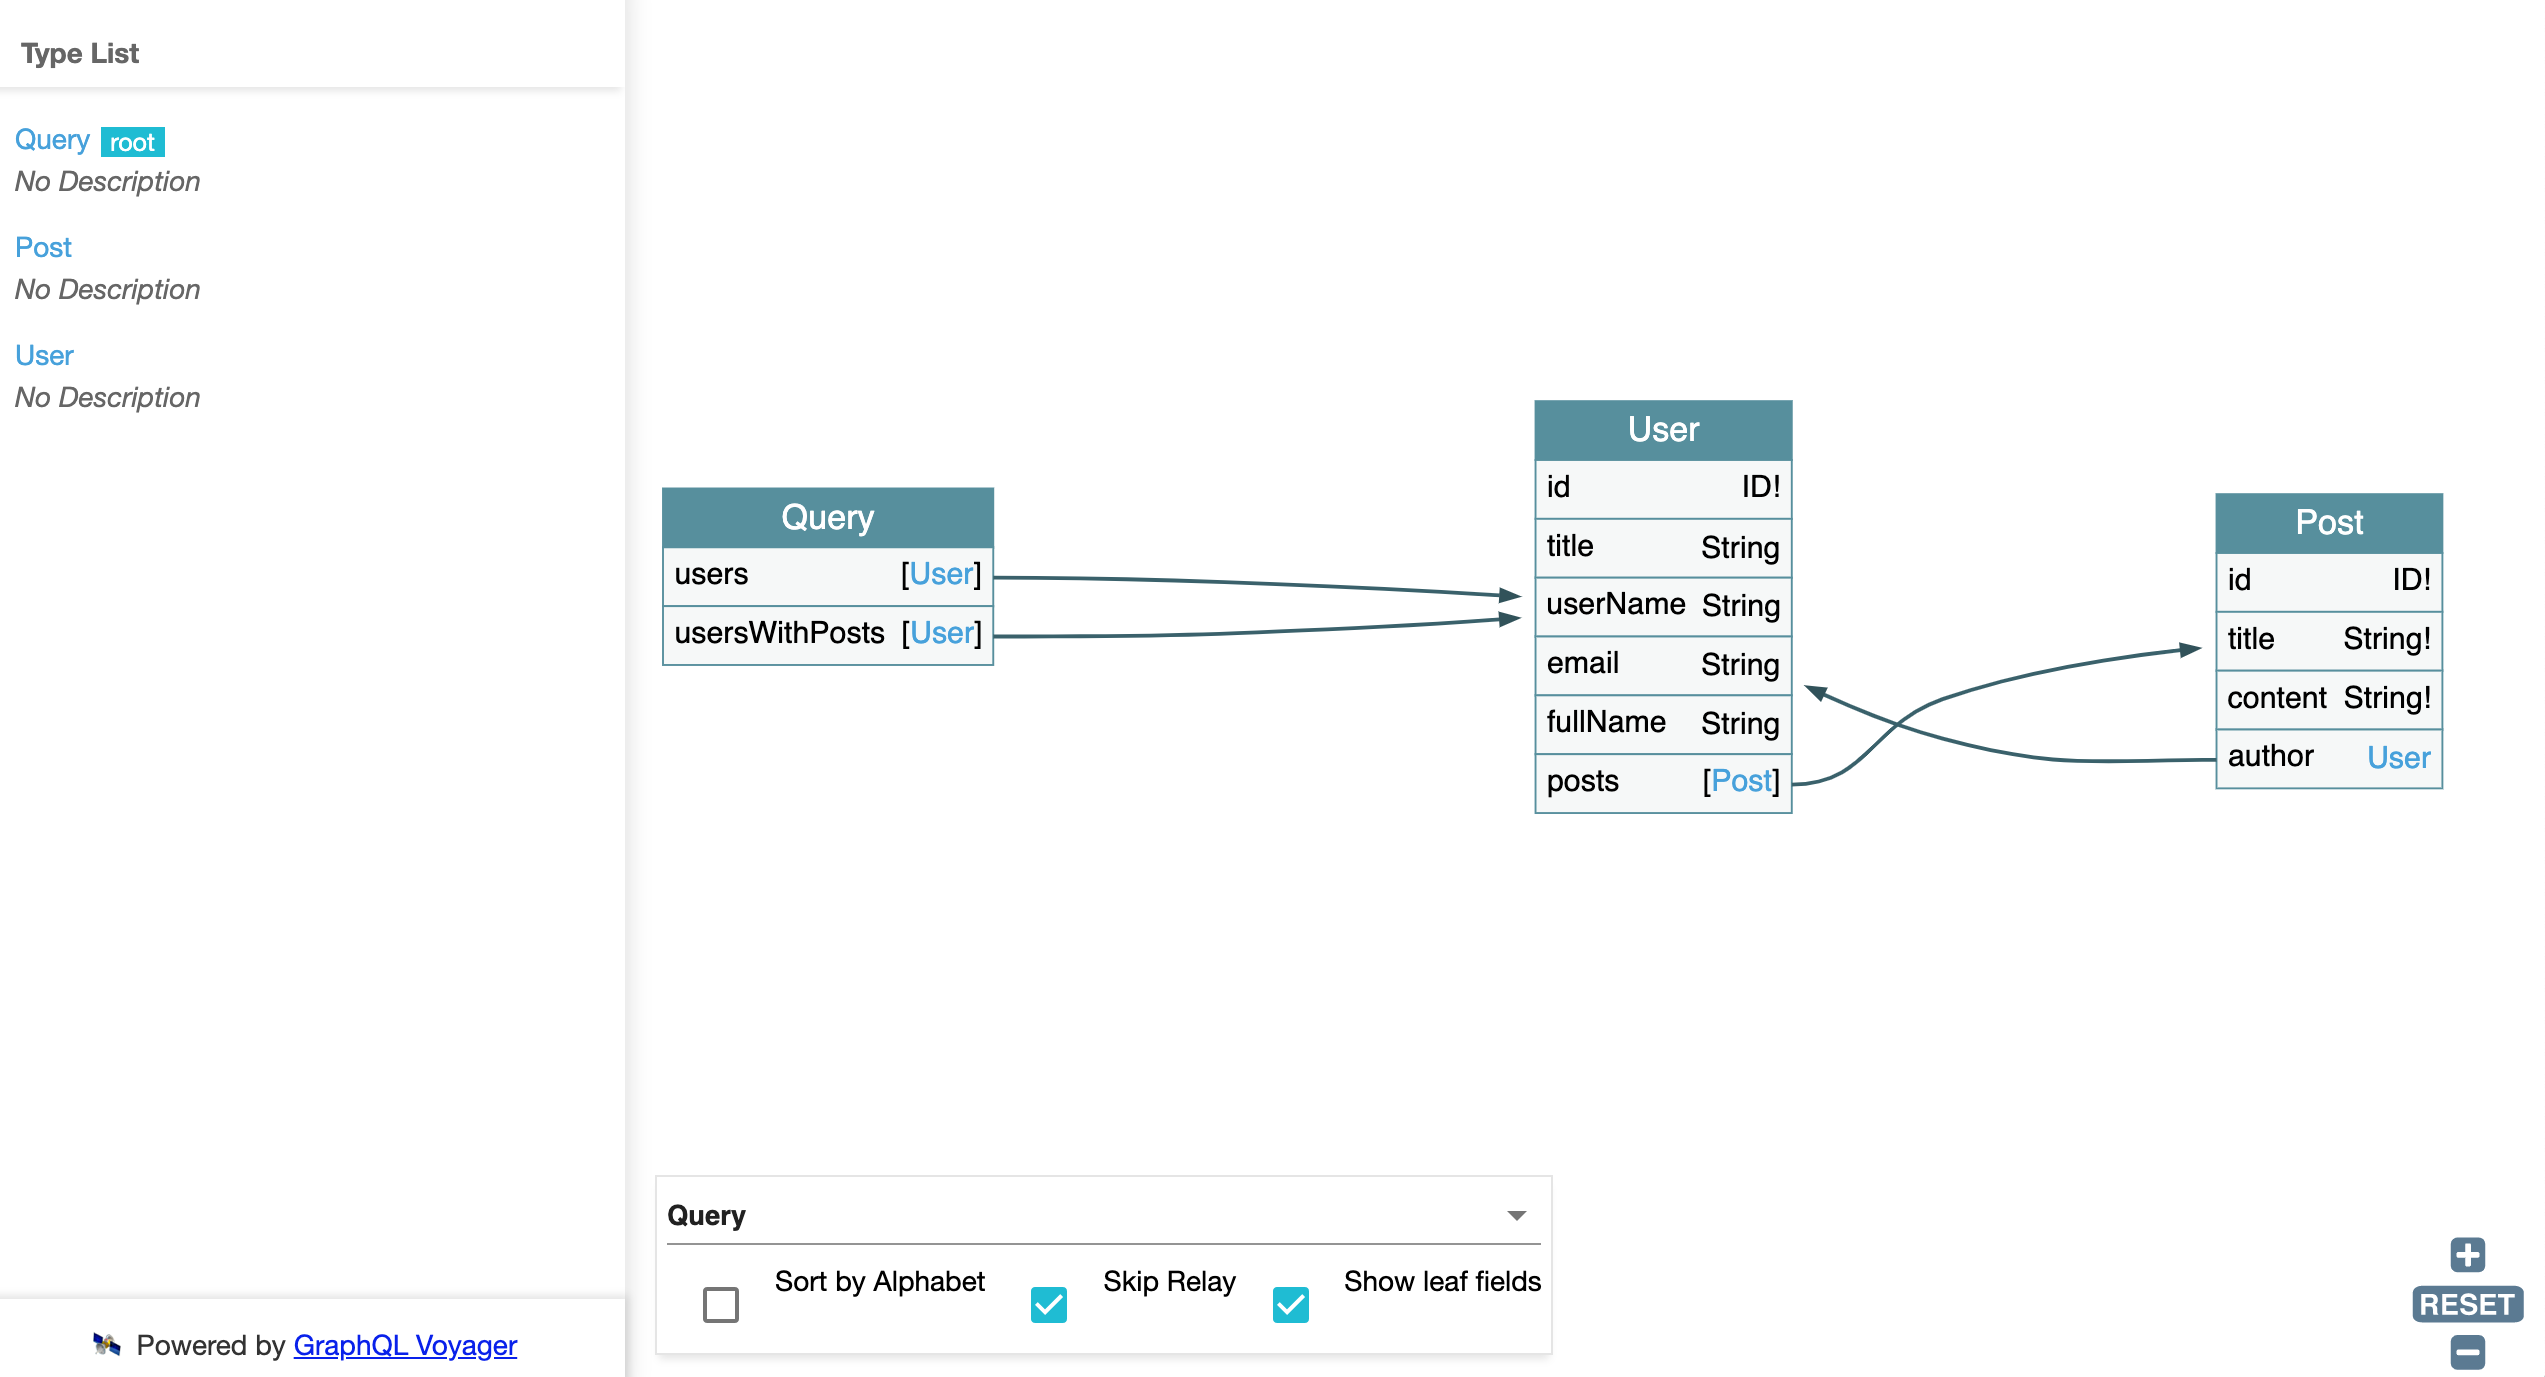 Type List
Query root
No Description
Post
No Description
User
No Description
Powered by GraphQL Voyager
Query
users [User]
usersWithPosts [User]
User
id ID!
title String
userName String
email String
fullName String
posts [Post]
Post
id ID!
title String!
content String!
author User
Query
Sort by Alphabet Skip Relay Show leaf fields
RESET